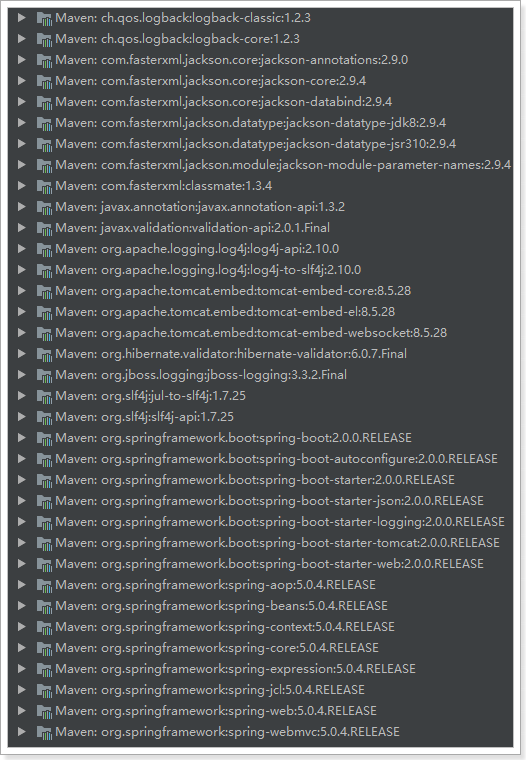 Maven: ch.qos.logback:logback-classic:1.2.3
Maven: ch.qos.logback:logback-core:1.2.3
Maven: com.fasterxml.jackson.core:jackson-annotations:2.9.0
Maven: com.fasterxml.jackson.core:jackson-core:2.9.4
Maven: com.fasterxml.jackson.core:jackson-databind:2.9.4
Maven: com.fasterxml.jackson.datatype:jackson-datatype-jdk8:2.9.4
Maven: com.fasterxml.jackson.datatype:jackson-datatype-jsr310:2.9.4
Maven: com.fasterxml.jackson.module:jackson-module-parameter-names:2.9.4
Maven: com.fasterxml:classmate:1.3.4
Maven: javax.annotation:javax.annotation-api:1.3.2
Maven: javax.validation:validation-api:2.0.1.Final
Maven: org.apache.logging.log4j:log4j-api:2.10.0
Maven: org.apache.logging.log4j:log4j-to-slf4j:2.10.0
Maven: org.apache.tomcat.embed:tomcat-embed-core:8.5.28
Maven: org.apache.tomcat.embed:tomcat-embed-el:8.5.28
Maven: org.apache.tomcat.embed:tomcat-embed-websocket:8.5.28
Maven: org.hibernate.validator:hibernate-validator:6.0.7.Final
Maven: org.jboss.logging:jboss-logging:3.3.2.Final
Maven: org.slf4j:jul-to-slf4j:1.7.25
Maven: org.slf4j:slf4j-api:1.7.25
Maven: org.springframework.boot:spring-boot:2.0.0.RELEASE
Maven: org.springframework.boot:spring-boot-autoconfigure:2.0.0.RELEASE
Maven: org.springframework.boot:spring-boot-starter:2.0.0.RELEASE
Maven: org.springframework.boot:spring-boot-starter-json:2.0.0.RELEASE
Maven: org.springframework.boot:spring-boot-starter-logging:2.0.0.RELEASE
Maven: org.springframework.boot:spring-boot-starter-tomcat:2.0.0.RELEASE
Maven: org.springframework.boot:spring-boot-starter-web:2.0.0.RELEASE
Maven: org.springframework:spring-aop:5.0.4.RELEASE
Maven: org.springframework:spring-beans:5.0.4.RELEASE
Maven: org.springframework:spring-context:5.0.4.RELEASE
Maven: org.springframework:spring-core:5.0.4.RELEASE
Maven: org.springframework:spring-expression:5.0.4.RELEASE
Maven: org.springframework:spring-jcl:5.0.4.RELEASE
Maven: org.springframework:spring-web:5.0.4.RELEASE
Maven: org.springframework:spring-webmvc:5.0.4.RELEASE